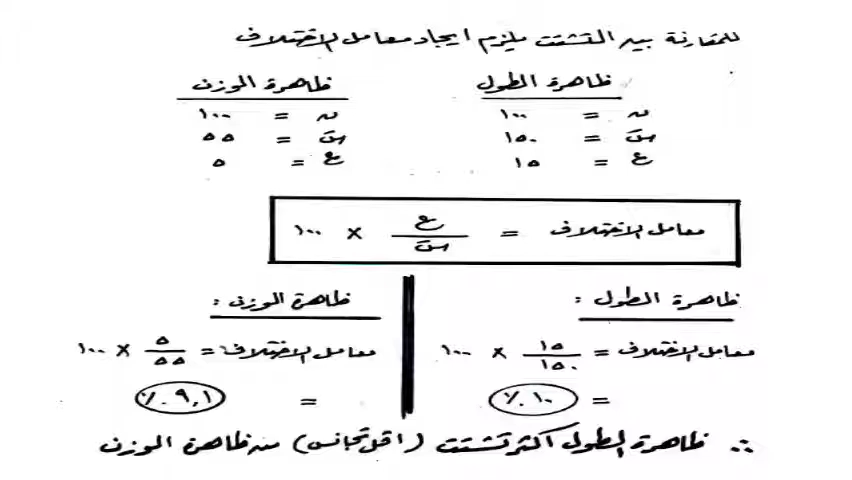 للمقارنة بين التشتت يلزم ايجاد معامل الاختلاف
ظاهرة الطول ظاهرة الوزن
ن = ١٠٠ ن = ١٠٠
سَ = ١٥٠ سَ = ٥٥
ع = ١٥ ع = ٥
معامل الاختلاف = ع / سَ × ١٠٠
ظاهرة الطول : ظاهرة الوزن :
معامل الاختلاف = ١٥ / ١٥٠ × ١٠٠ معامل الاختلاف = ٥ / ٥٥ × ١٠٠
= ١٠٪ = ٩,١٪
∴ ظاهرة الطول أكثر تشتت (اقل تجانس) من ظاهرة الوزن